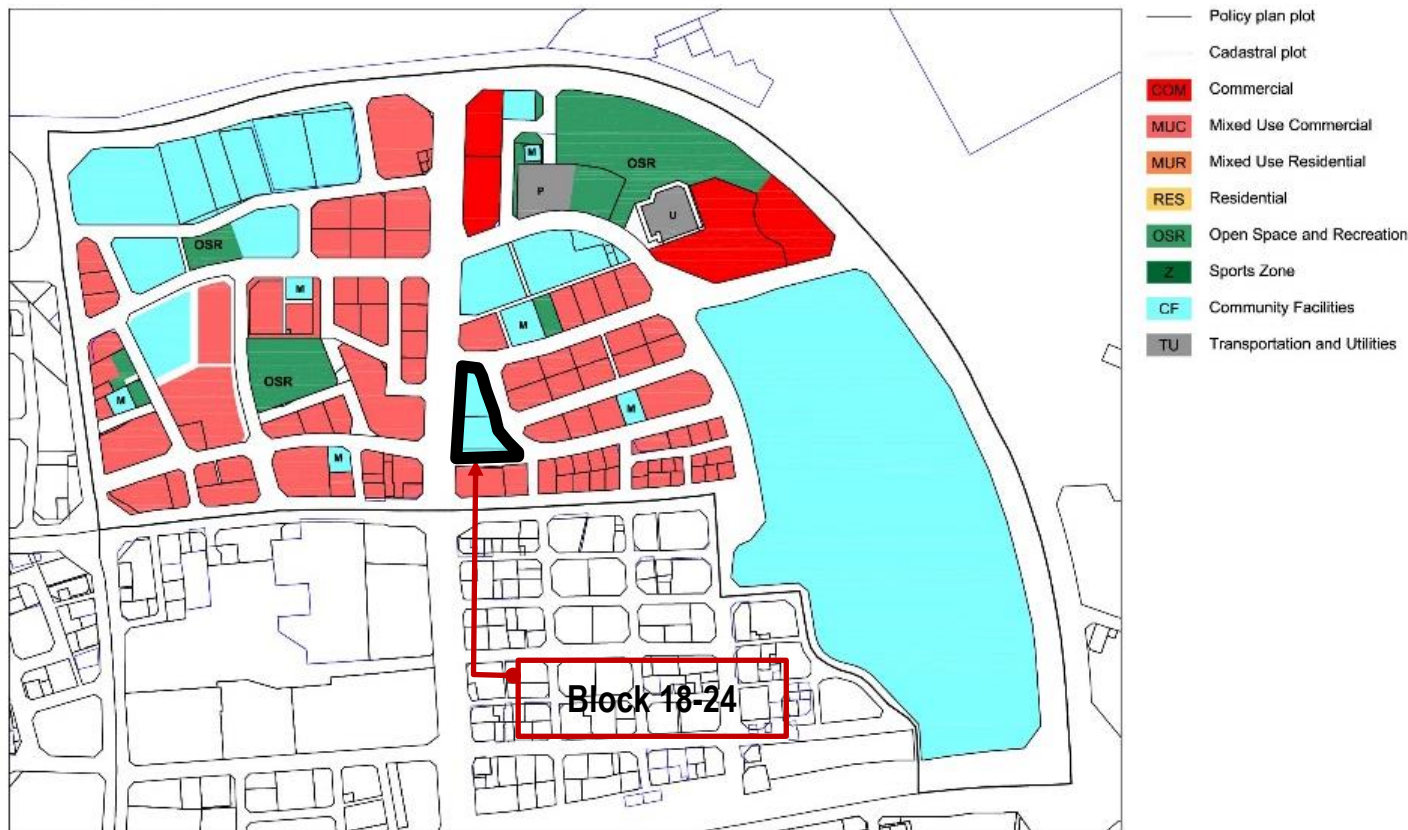 OSR
M
P
U
OSR
M
M
OSR
M
M
M
Block 18-24
Policy plan plot
Cadastral plot
COM Commercial
MUC Mixed Use Commercial
MUR Mixed Use Residential
RES Residential
OSR Open Space and Recreation
Z Sports Zone
CF Community Facilities
TU Transportation and Utilities